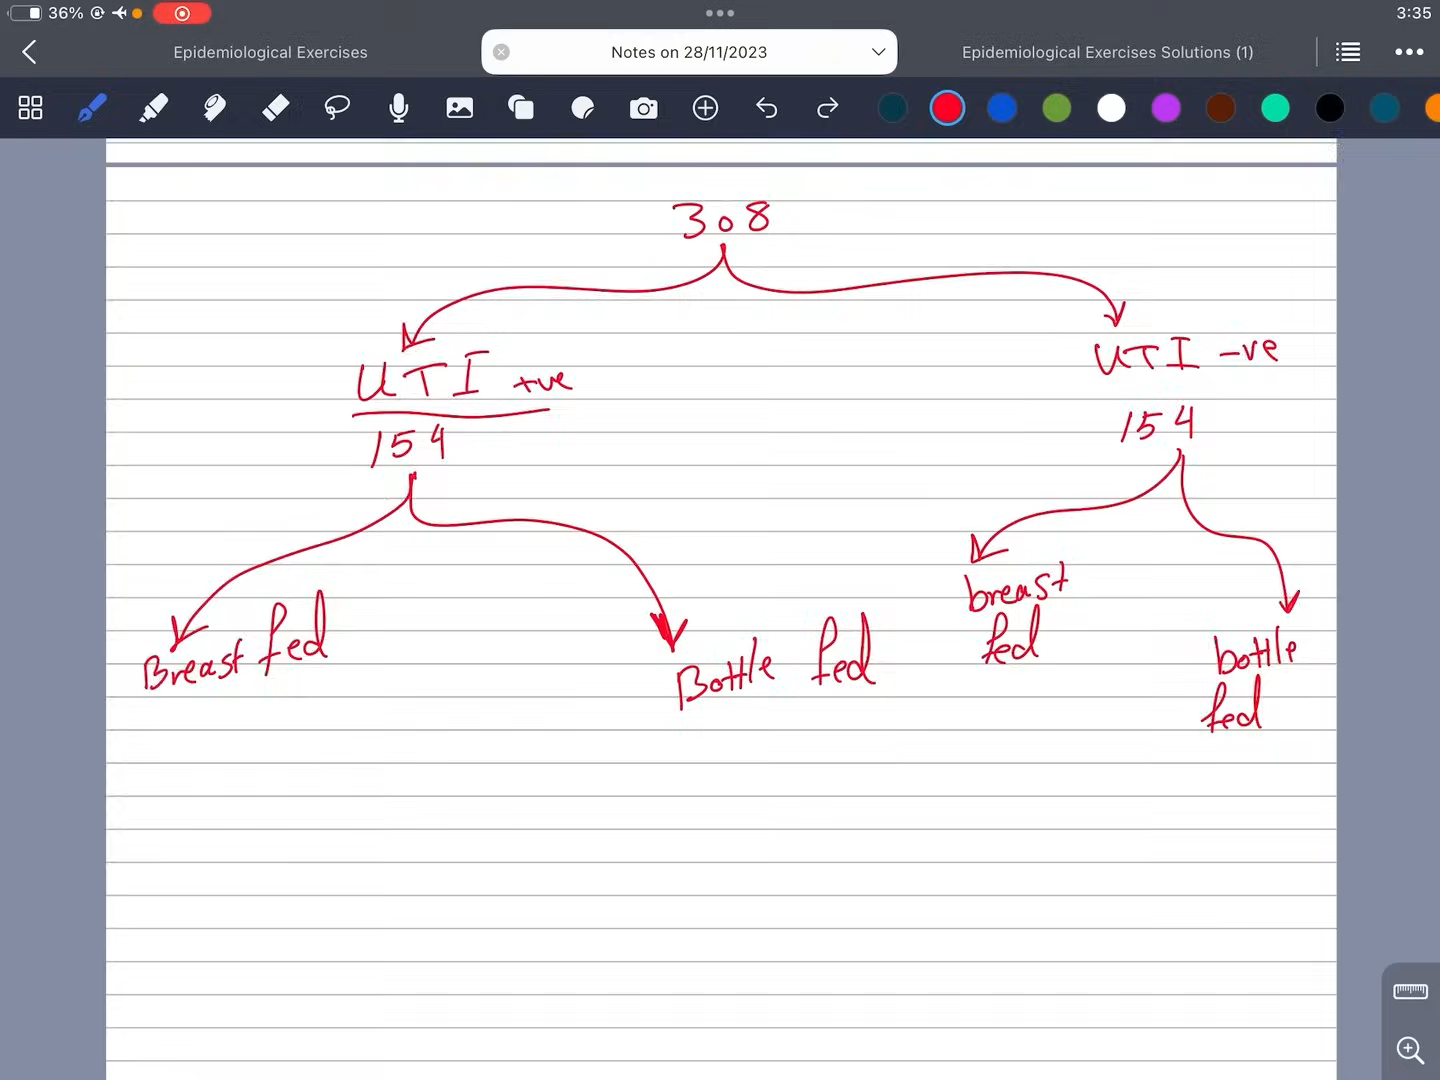 36%
3:35
Epidemiological Exercises
Notes on 28/11/2023
Epidemiological Exercises Solutions (1)
308
UTI +ve
UTI -ve
154
154
Breast fed
Bottle fed
breast
fed
bottle
fed